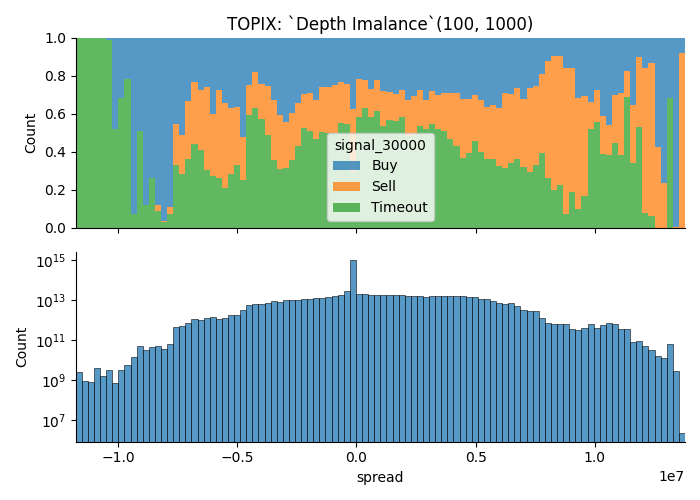 TOPIX: `Depth Imalance`(100, 1000)
1.0
0.8
0.6
0.4
0.2
0.0
Count
signal_30000
Buy
Sell
Timeout
10^15
10^13
10^11
10^9
10^7
Count
−1.0
−0.5
0.0
0.5
1.0
1e7
spread